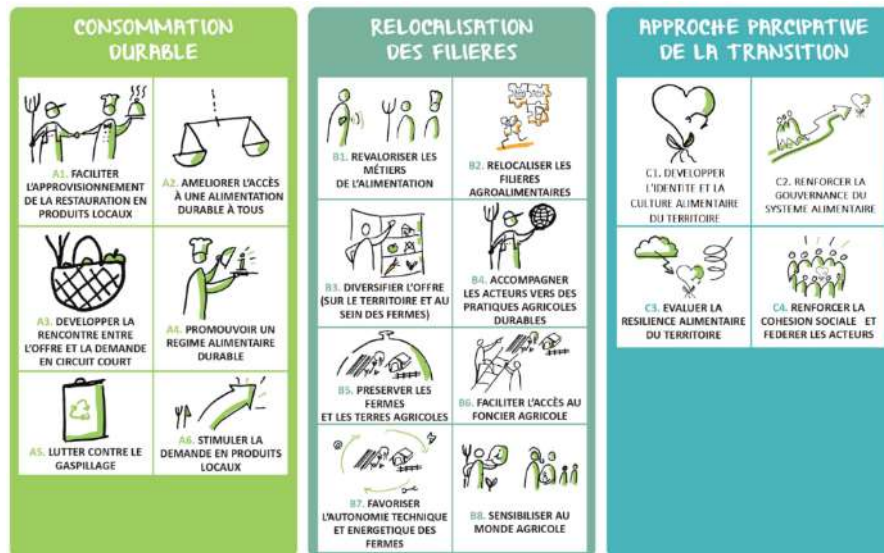 CONSOMMATION
DURABLE
A1. FACILITER
L'APPROVISIONNEMENT
DE LA RESTAURATION EN
PRODUITS LOCAUX
A2. AMELIORER L'ACCÈS
À UNE ALIMENTATION
DURABLE À TOUS
A3. DEVELOPPER LA
RENCONTRE ENTRE
L'OFFRE ET LA DEMANDE
EN CIRCUIT COURT
A4. PROMOUVOIR UN
REGIME ALIMENTAIRE
DURABLE
A5. LUTTER CONTRE LE
GASPILLAGE
A6. STIMULER LA
DEMANDE EN PRODUITS
LOCAUX
RELOCALISATION
DES FILIERES
B1. REVALORISER LES
MÉTIERS
DE L'ALIMENTATION
B2. RELOCALISER LES
FILIERES
AGROALIMENTAIRES
B3. DIVERSIFIER L'OFFRE
(SUR LE TERRITOIRE ET AU
SEIN DES FERMES)
B4. ACCOMPAGNER
LES ACTEURS VERS DES
PRATIQUES AGRICOLES
DURABLES
B5. PRESERVER LES
FERMES
ET LES TERRES AGRICOLES
B6. FACILITER L'ACCÈS AU
FONCIER AGRICOLE
B7. FAVORISER
L'AUTONOMIE TECHNIQUE
ET ENERGETIQUE DES
FERMES
B8. SENSIBILISER AU
MONDE AGRICOLE
APPROCHE PARCIPATIVE
DE LA TRANSITION
C1. DEVELOPPER
L'IDENTITE ET LA
CULTURE ALIMENTAIRE
DU TERRITOIRE
C2. RENFORCER LA
GOUVERNANCE DU
SYSTEME ALIMENTAIRE
C3. EVALUER LA
RESILIENCE ALIMENTAIRE
DU TERRITOIRE
C4. RENFORCER LA
COHESION SOCIALE ET
FEDERER LES ACTEURS